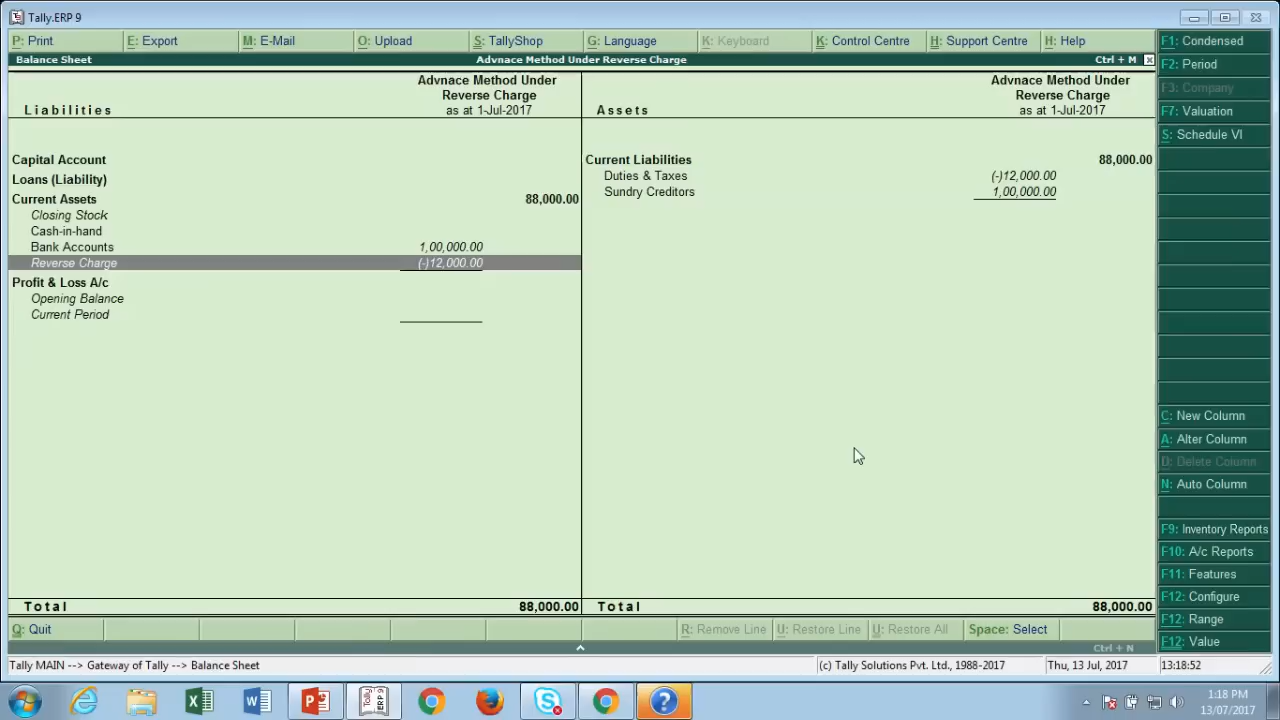 Tally.ERP 9
P: Print E: Export M: E-Mail O: Upload S: TallyShop G: Language K: Keyboard K: Control Centre H: Support Centre H: Help
Balance Sheet Advnace Method Under Reverse Charge Ctrl + M
Liabilities
Advnace Method Under
Reverse Charge
as at 1-Jul-2017
Assets
Advnace Method Under
Reverse Charge
as at 1-Jul-2017
Capital Account
Loans (Liability)
Current Assets 88,000.00
Closing Stock
Cash-in-hand
Bank Accounts 1,00,000.00
Reverse Charge (-)12,000.00
Profit & Loss A/c
Opening Balance
Current Period
Current Liabilities 88,000.00
Duties & Taxes (-)12,000.00
Sundry Creditors 1,00,000.00
Total 88,000.00 Total 88,000.00
Q: Quit R: Remove Line U: Restore Line U: Restore All Space: Select
Ctrl + N
F1: Condensed
F2: Period
F3: Company
F7: Valuation
S: Schedule VI
C: New Column
A: Alter Column
D: Delete Column
N: Auto Column
F9: Inventory Reports
F10: A/c Reports
F11: Features
F12: Configure
F12: Range
F12: Value
Tally MAIN --> Gateway of Tally --> Balance Sheet (c) Tally Solutions Pvt. Ltd., 1988-2017 Thu, 13 Jul, 2017 13:18:52
1:18 PM
13/07/2017